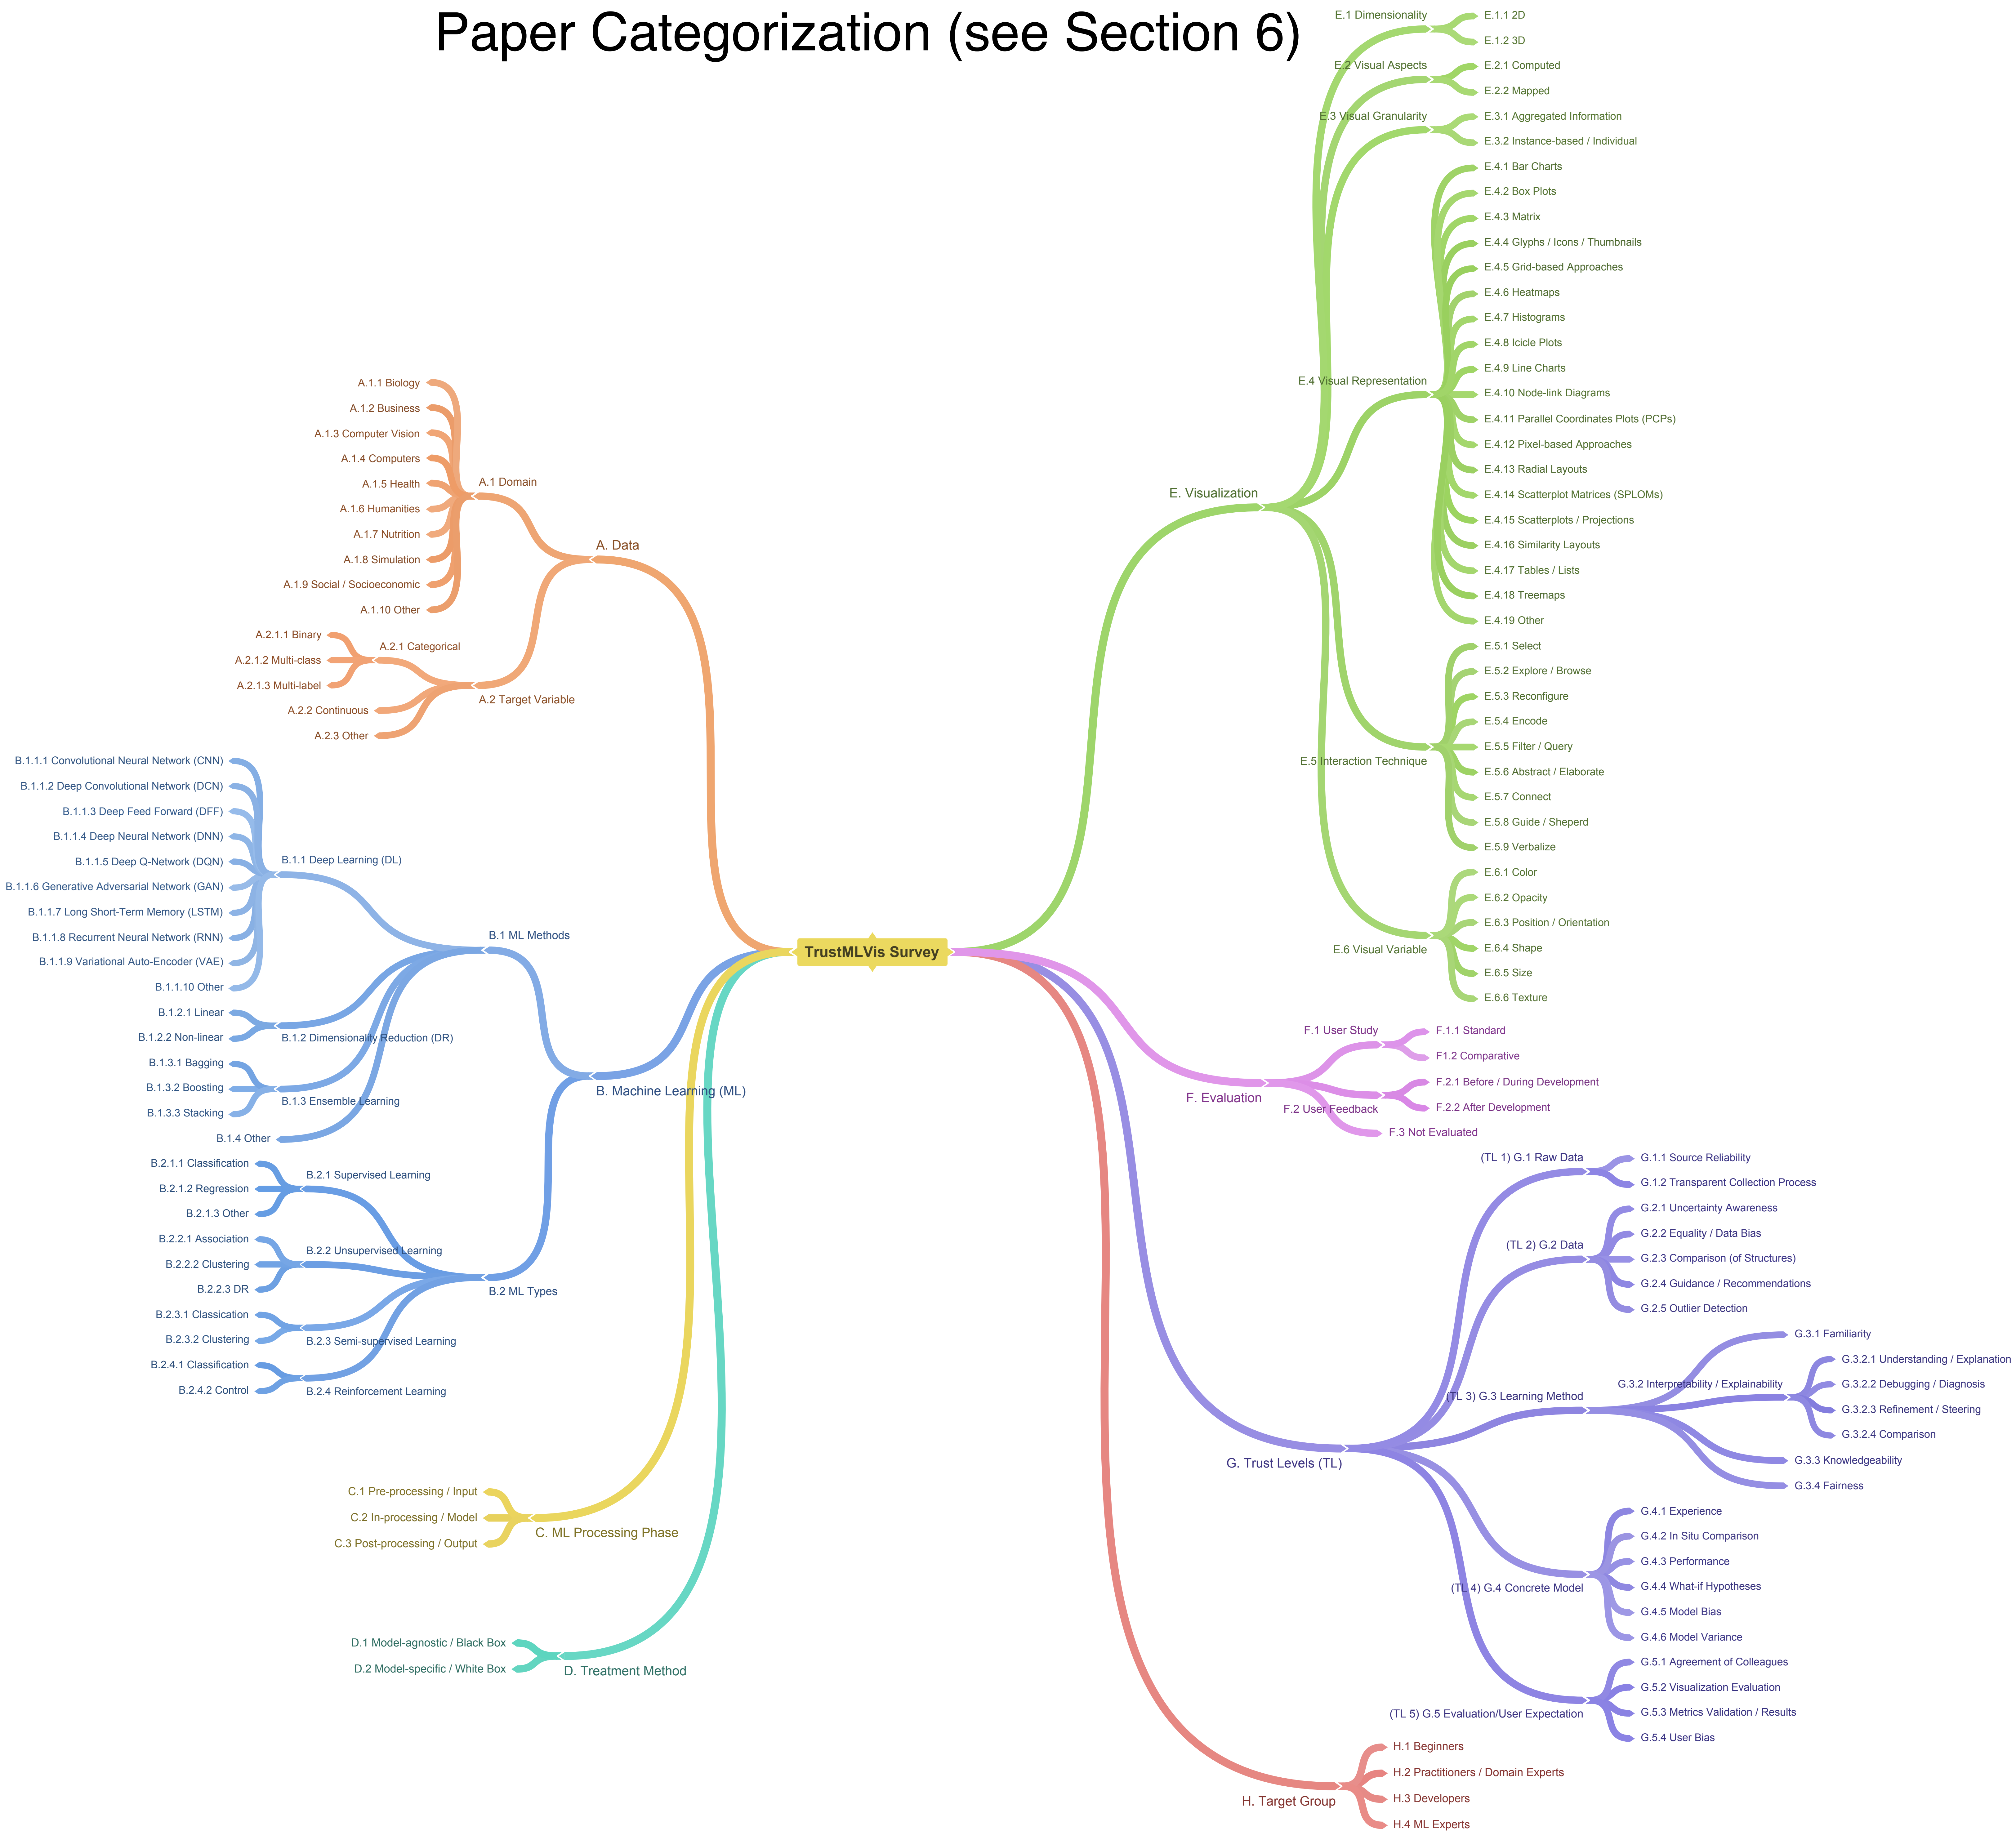 Paper Categorization (see Section 6)
TrustMLVis Survey
A. Data
A.1 Domain
A.1.1 Biology
A.1.2 Business
A.1.3 Computer Vision
A.1.4 Computers
A.1.5 Health
A.1.6 Humanities
A.1.7 Nutrition
A.1.8 Simulation
A.1.9 Social / Socioeconomic
A.1.10 Other
A.2 Target Variable
A.2.1 Categorical
A.2.1.1 Binary
A.2.1.2 Multi-class
A.2.1.3 Multi-label
A.2.2 Continuous
A.2.3 Other
B. Machine Learning (ML)
B.1 ML Methods
B.1.1 Deep Learning (DL)
B.1.1.1 Convolutional Neural Network (CNN)
B.1.1.2 Deep Convolutional Network (DCN)
B.1.1.3 Deep Feed Forward (DFF)
B.1.1.4 Deep Neural Network (DNN)
B.1.1.5 Deep Q-Network (DQN)
B.1.1.6 Generative Adversarial Network (GAN)
B.1.1.7 Long Short-Term Memory (LSTM)
B.1.1.8 Recurrent Neural Network (RNN)
B.1.1.9 Variational Auto-Encoder (VAE)
B.1.1.10 Other
B.1.2 Dimensionality Reduction (DR)
B.1.2.1 Linear
B.1.2.2 Non-linear
B.1.3 Ensemble Learning
B.1.3.1 Bagging
B.1.3.2 Boosting
B.1.3.3 Stacking
B.1.4 Other
B.2 ML Types
B.2.1 Supervised Learning
B.2.1.1 Classification
B.2.1.2 Regression
B.2.1.3 Other
B.2.2 Unsupervised Learning
B.2.2.1 Association
B.2.2.2 Clustering
B.2.2.3 DR
B.2.3 Semi-supervised Learning
B.2.3.1 Classication
B.2.3.2 Clustering
B.2.4 Reinforcement Learning
B.2.4.1 Classification
B.2.4.2 Control
C. ML Processing Phase
C.1 Pre-processing / Input
C.2 In-processing / Model
C.3 Post-processing / Output
D. Treatment Method
D.1 Model-agnostic / Black Box
D.2 Model-specific / White Box
E. Visualization
E.1 Dimensionality
E.1.1 2D
E.1.2 3D
E.2 Visual Aspects
E.2.1 Computed
E.2.2 Mapped
E.3 Visual Granularity
E.3.1 Aggregated Information
E.3.2 Instance-based / Individual
E.4 Visual Representation
E.4.1 Bar Charts
E.4.2 Box Plots
E.4.3 Matrix
E.4.4 Glyphs / Icons / Thumbnails
E.4.5 Grid-based Approaches
E.4.6 Heatmaps
E.4.7 Histograms
E.4.8 Icicle Plots
E.4.9 Line Charts
E.4.10 Node-link Diagrams
E.4.11 Parallel Coordinates Plots (PCPs)
E.4.12 Pixel-based Approaches
E.4.13 Radial Layouts
E.4.14 Scatterplot Matrices (SPLOMs)
E.4.15 Scatterplots / Projections
E.4.16 Similarity Layouts
E.4.17 Tables / Lists
E.4.18 Treemaps
E.4.19 Other
E.5 Interaction Technique
E.5.1 Select
E.5.2 Explore / Browse
E.5.3 Reconfigure
E.5.4 Encode
E.5.5 Filter / Query
E.5.6 Abstract / Elaborate
E.5.7 Connect
E.5.8 Guide / Sheperd
E.5.9 Verbalize
E.6 Visual Variable
E.6.1 Color
E.6.2 Opacity
E.6.3 Position / Orientation
E.6.4 Shape
E.6.5 Size
E.6.6 Texture
F. Evaluation
F.1 User Study
F.1.1 Standard
F1.2 Comparative
F.2 User Feedback
F.2.1 Before / During Development
F.2.2 After Development
F.3 Not Evaluated
G. Trust Levels (TL)
(TL 1) G.1 Raw Data
G.1.1 Source Reliability
G.1.2 Transparent Collection Process
(TL 2) G.2 Data
G.2.1 Uncertainty Awareness
G.2.2 Equality / Data Bias
G.2.3 Comparison (of Structures)
G.2.4 Guidance / Recommendations
G.2.5 Outlier Detection
(TL 3) G.3 Learning Method
G.3.1 Familiarity
G.3.2 Interpretability / Explainability
G.3.2.1 Understanding / Explanation
G.3.2.2 Debugging / Diagnosis
G.3.2.3 Refinement / Steering
G.3.2.4 Comparison
G.3.3 Knowledgeability
G.3.4 Fairness
(TL 4) G.4 Concrete Model
G.4.1 Experience
G.4.2 In Situ Comparison
G.4.3 Performance
G.4.4 What-if Hypotheses
G.4.5 Model Bias
G.4.6 Model Variance
(TL 5) G.5 Evaluation/User Expectation
G.5.1 Agreement of Colleagues
G.5.2 Visualization Evaluation
G.5.3 Metrics Validation / Results
G.5.4 User Bias
H. Target Group
H.1 Beginners
H.2 Practitioners / Domain Experts
H.3 Developers
H.4 ML Experts